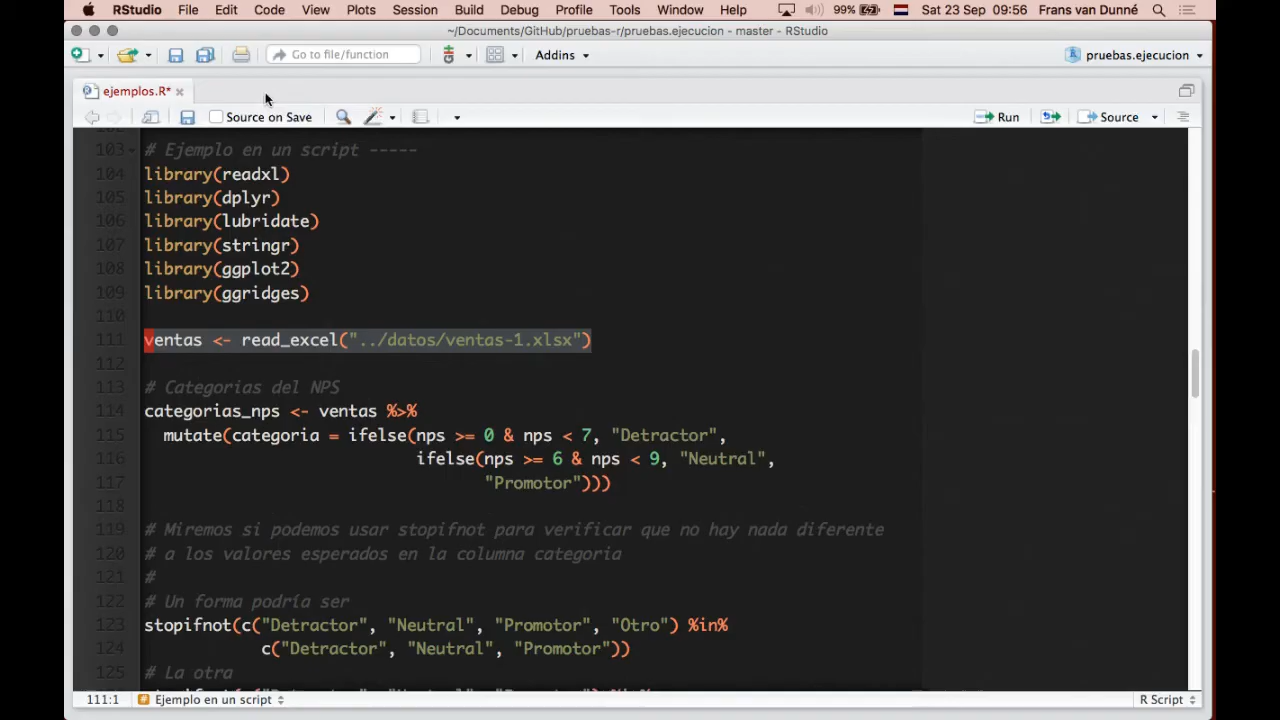 RStudio File Edit Code View Plots Session Build Debug Profile Tools Window Help 99% Sat 23 Sep 09:56 Frans van Dunné
~/Documents/GitHub/pruebas-r/pruebas.ejecucion - master - RStudio
Go to file/function Addins pruebas.ejecucion
ejemplos.R*
Source on Save Run Source
103 # Ejemplo en un script -----
104 library(readxl)
105 library(dplyr)
106 library(lubridate)
107 library(stringr)
108 library(ggplot2)
109 library(ggridges)
110
111 ventas <- read_excel("../datos/ventas-1.xlsx")
112
113 # Categorias del NPS
114 categorias_nps <- ventas %>%
115 mutate(categoria = ifelse(nps >= 0 & nps < 7, "Detractor",
116 ifelse(nps >= 6 & nps < 9, "Neutral",
117 "Promotor")))
118
119 # Miremos si podemos usar stopifnot para verificar que no hay nada diferente
120 # a los valores esperados en la columna categoria
121 #
122 # Un forma podría ser
123 stopifnot(c("Detractor", "Neutral", "Promotor", "Otro") %in%
124 c("Detractor", "Neutral", "Promotor"))
125 # La otra
111:1 # Ejemplo en un script R Script